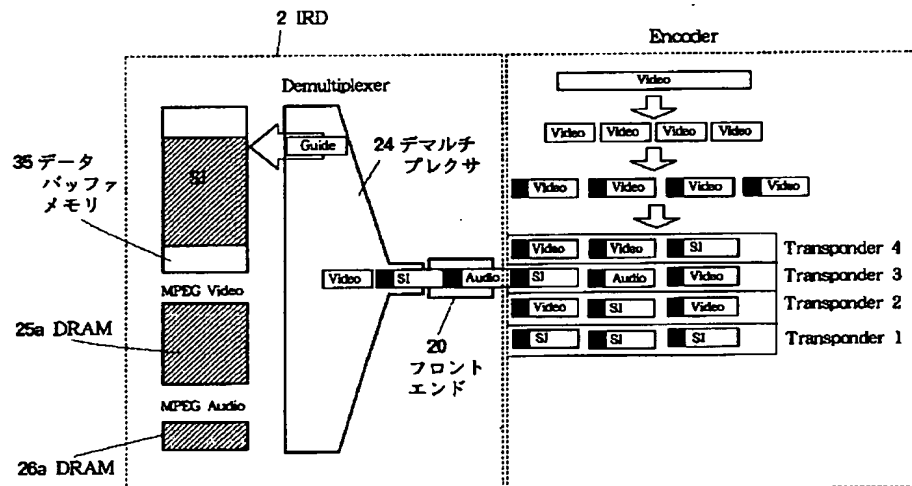 2 IRD
Encoder
Demultiplexer
Video
Guide
24 デマルチ
プレクサ
Video Video Video Video
35 データ
バッファ
メモリ
SI
Video Video Video Video
Video Video SI Transponder 4
Video SI Audio SI Audio Video Transponder 3
MPEG Video
Video SI Video Transponder 2
25a DRAM
SI SI SI Transponder 1
20
フロント
エンド
MPEG Audio
26a DRAM